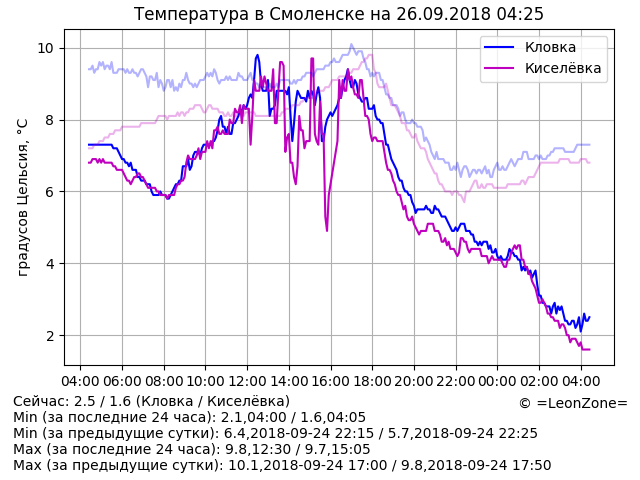 Температура в Смоленске на 26.09.2018 04:25
градусов Цельсия, °C
10
8
6
4
2
Кловка
Киселёвка
04:00 06:00 08:00 10:00 12:00 14:00 16:00 18:00 20:00 22:00 00:00 02:00 04:00
Сейчас: 2.5 / 1.6 (Кловка / Киселёвка)
© =LeonZone=
Min (за последние 24 часа): 2.1,04:00 / 1.6,04:05
Min (за предыдущие сутки): 6.4,2018-09-24 22:15 / 5.7,2018-09-24 22:25
Max (за последние 24 часа): 9.8,12:30 / 9.7,15:05
Max (за предыдущие сутки): 10.1,2018-09-24 17:00 / 9.8,2018-09-24 17:50